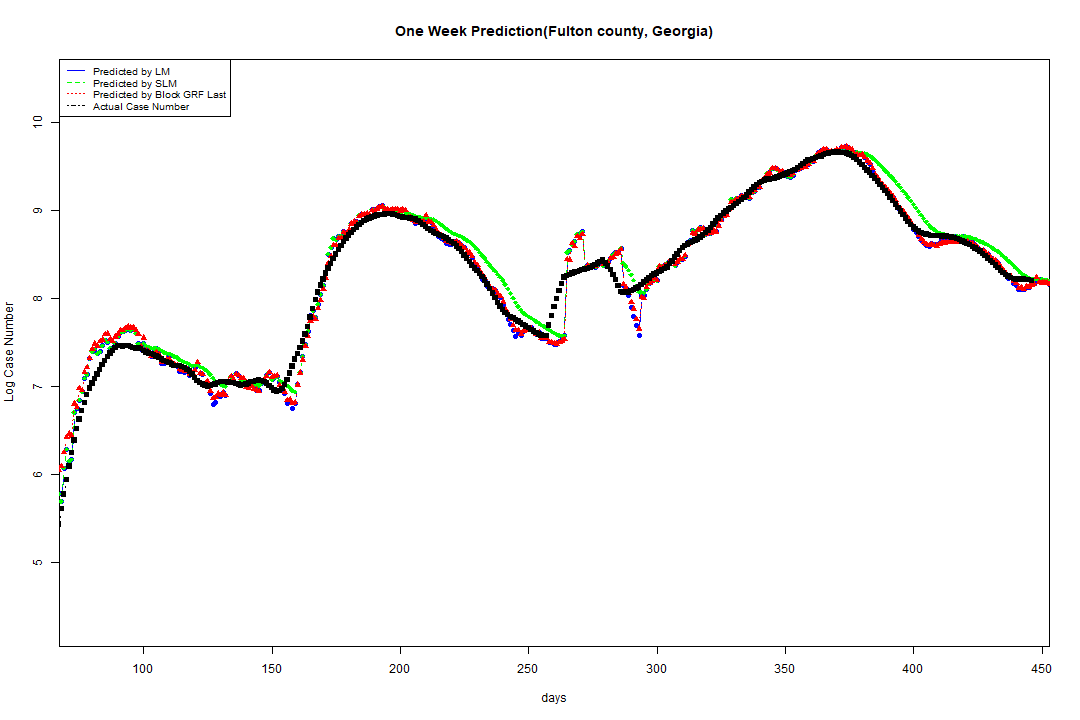 One Week Prediction(Fulton county, Georgia)
Predicted by LM
Predicted by SLM
Predicted by Block GRF Last
Actual Case Number
Log Case Number
10
9
8
7
6
5
100 150 200 250 300 350 400 450
days